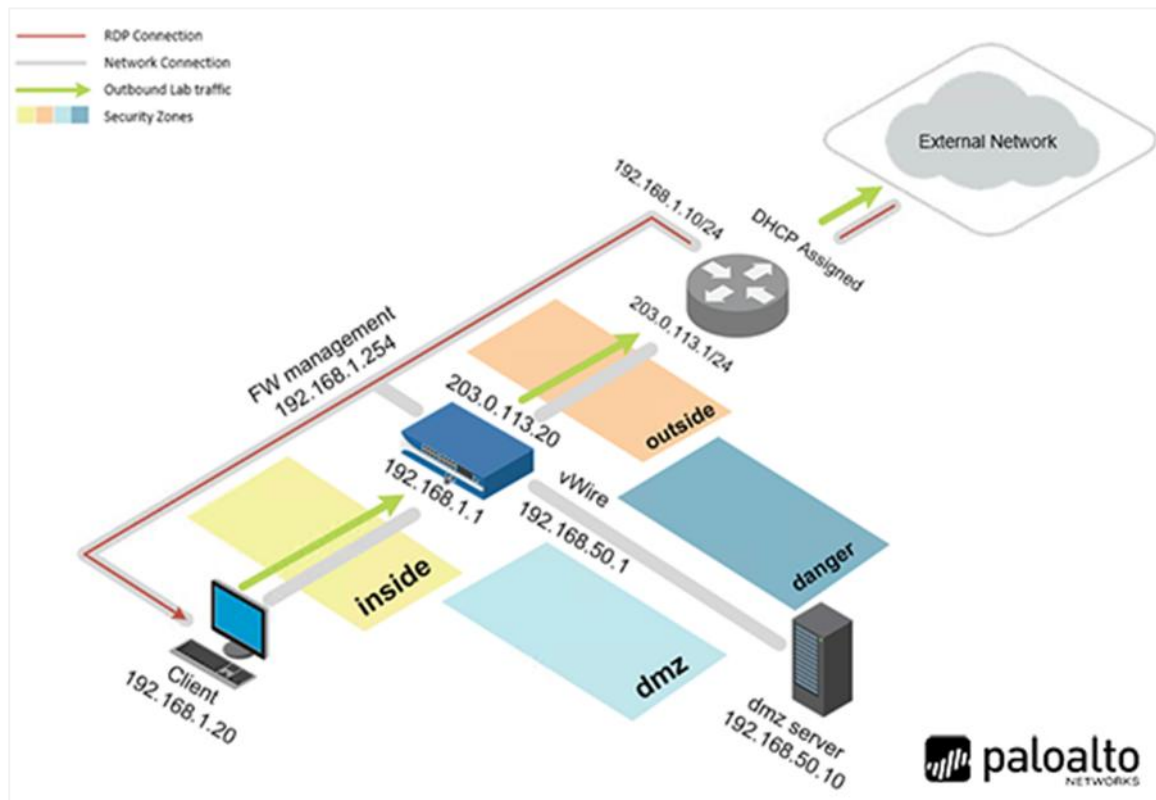 RDP Connection
Network Connection
Outbound Lab traffic
Security Zones
External Network
192.168.1.10/24
DHCP Assigned
203.0.113.1/24
FW management
192.168.1.254
203.0.113.20
outside
192.168.1.1
vWire
192.168.50.1
danger
inside
dmz
Client
192.168.1.20
dmz server
192.168.50.10
paloalto
NETWORKS